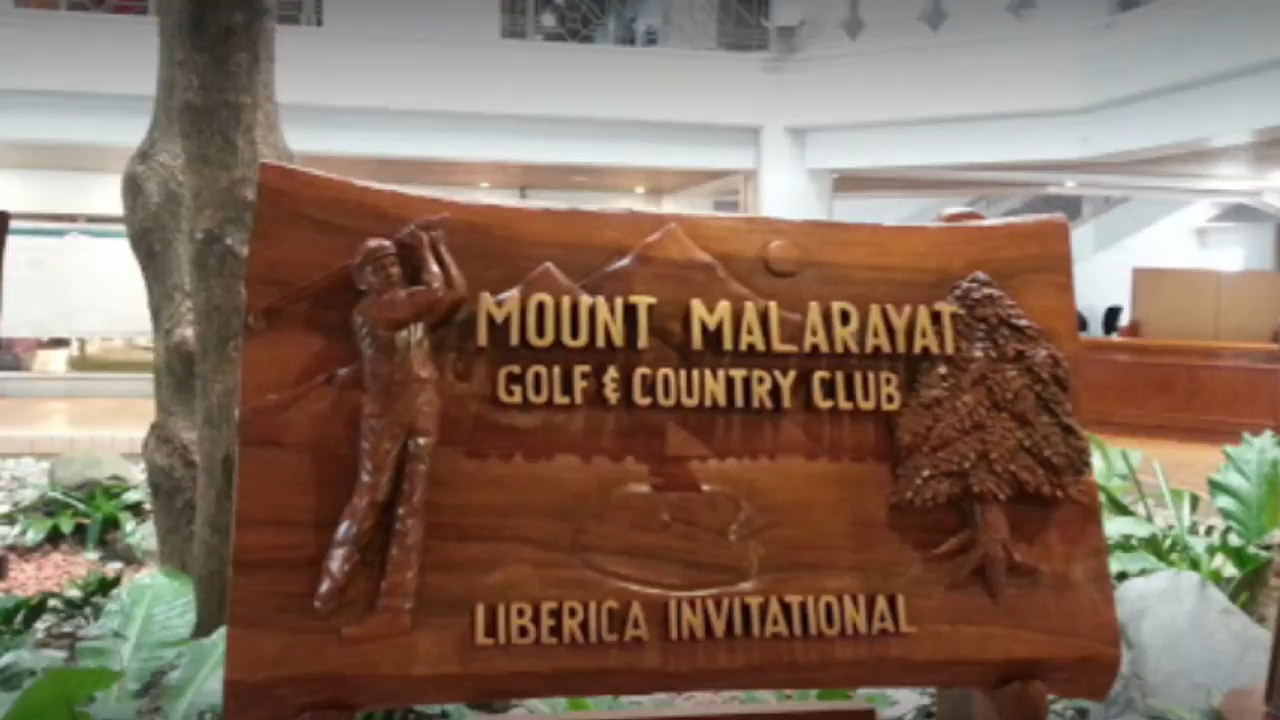 MOUNT MALARAYAT
GOLF & COUNTRY CLUB
LIBERICA INVITATIONAL